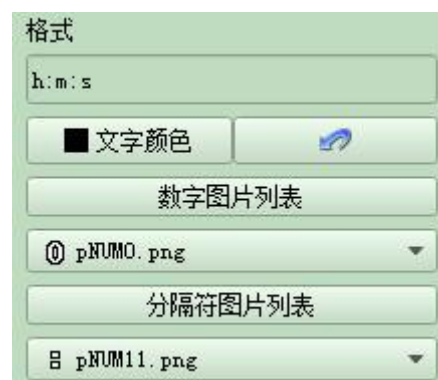 格式
h:m:s
文字颜色
数字图片列表
pNUM0.png
分隔符图片列表
pNUM11.png